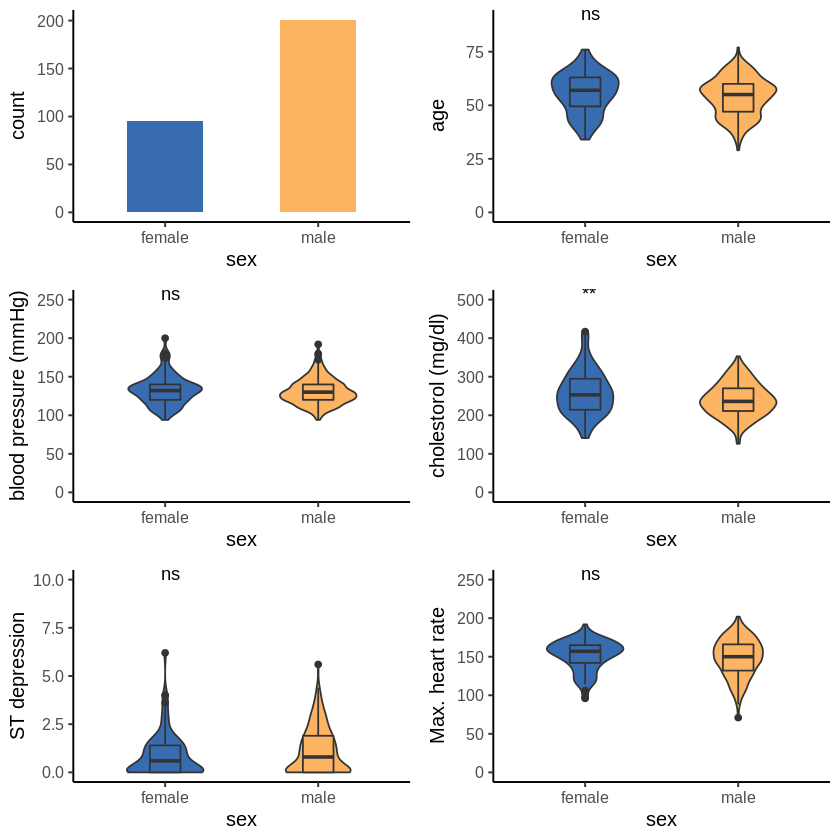 count
200
150
100
50
0
female male
sex
ns
age
75
50
25
0
female male
sex
ns
blood pressure (mmHg)
250
200
150
100
50
0
female male
sex
**
cholestorol (mg/dl)
500
400
300
200
100
0
female male
sex
ns
ST depression
10.0
7.5
5.0
2.5
0.0
female male
sex
ns
Max. heart rate
250
200
150
100
50
0
female male
sex